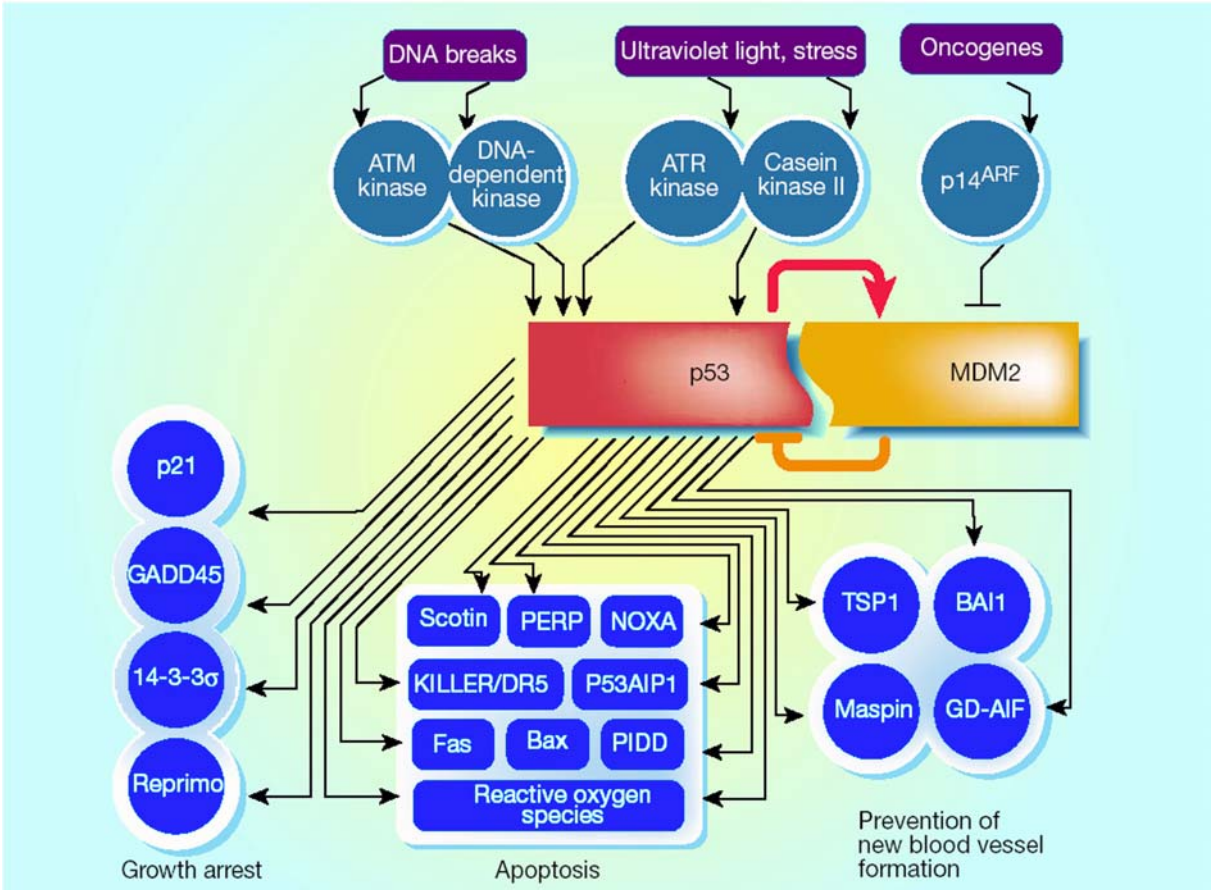 DNA breaks
Ultraviolet light, stress
Oncogenes
ATM
kinase
DNA-
dependent
kinase
ATR
kinase
Casein
kinase II
p14ARF
p53
MDM2
p21
GADD45
14-3-3σ
Reprimo
Growth arrest
Scotin
PERP
NOXA
KILLER/DR5
P53AIP1
Fas
Bax
PIDD
Reactive oxygen
species
Apoptosis
TSP1
BAI1
Maspin
GD-AIF
Prevention of
new blood vessel
formation